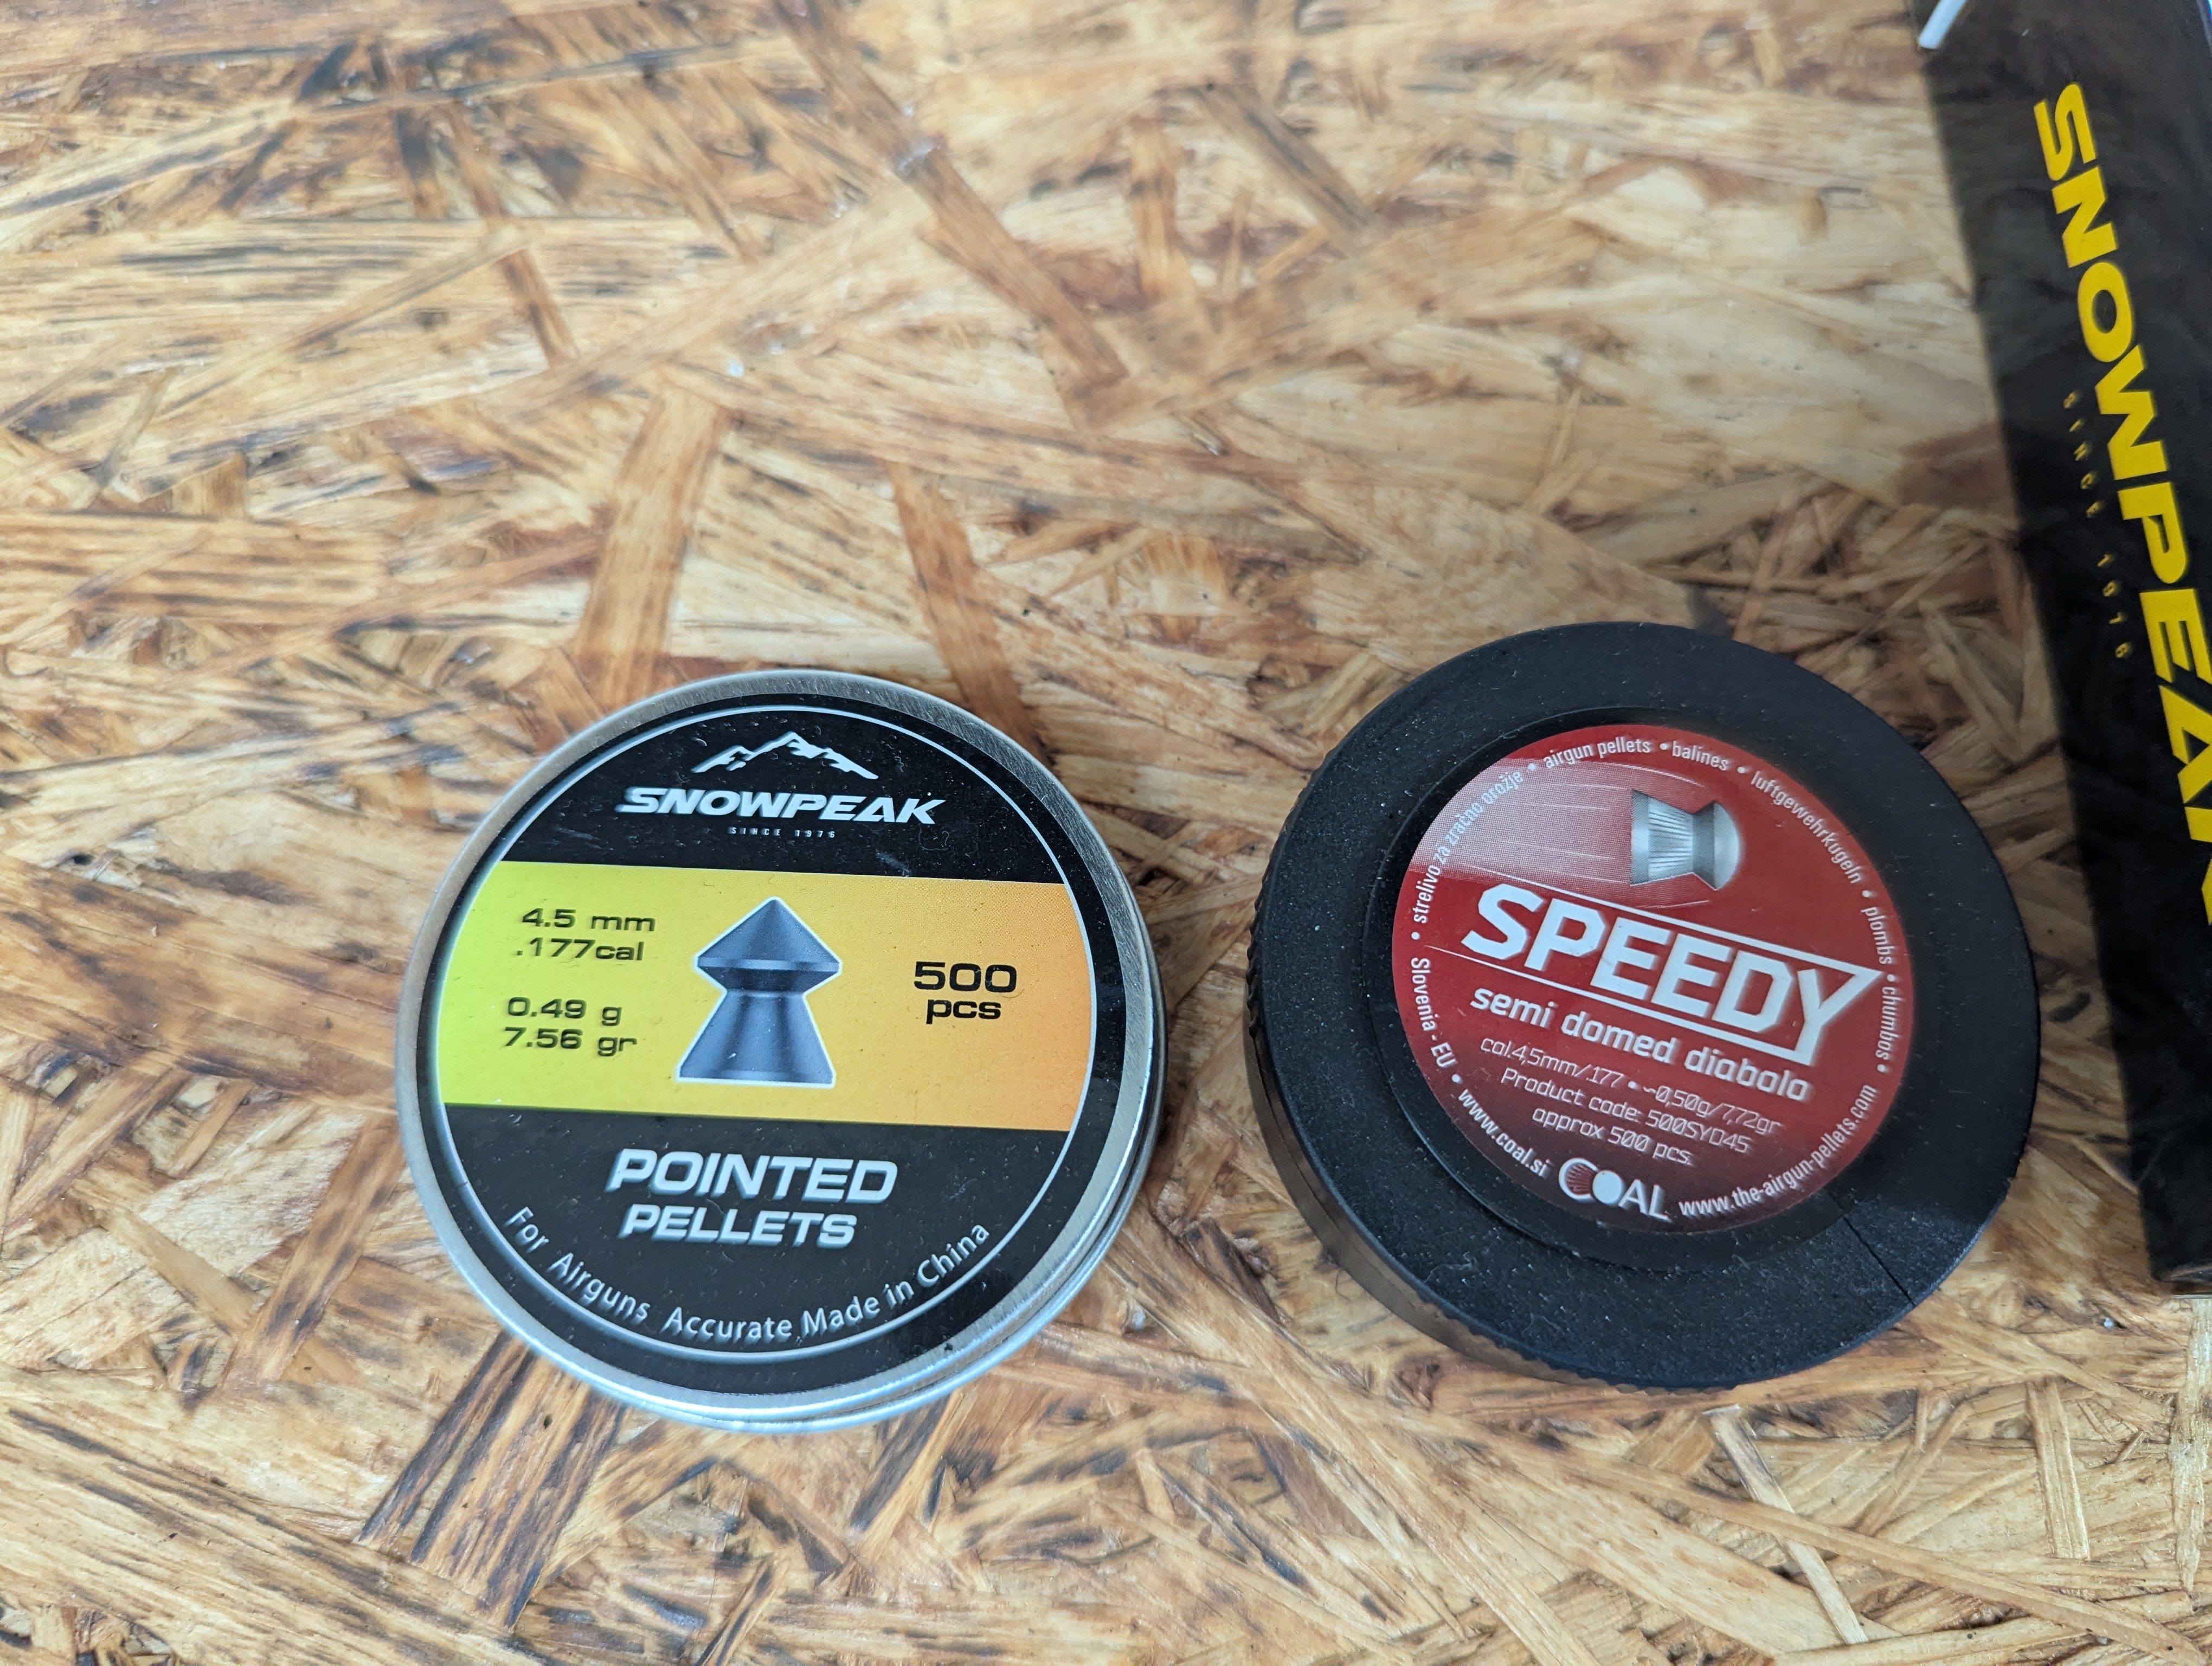 SNOWPEAK
SINCE 1976
4.5 mm
.177cal
0.49 g
7.56 gr
500
pcs
POINTED
PELLETS
For Airguns Accurate Made in China
• strelivo za zračno orožje • airgun pellets • balines • luftgewehrkugeln • plombs • chumbos •
SPEEDY
semi domed diabolo
cal.4,5mm/.177 • ~0,50g/7,72gr
Product code: 500SYD45
approx 500 pcs.
COAL
Slovenia - EU • www.coal.si
www.the-airgun-pellets.com
SNOWPEAK
SINCE 1976